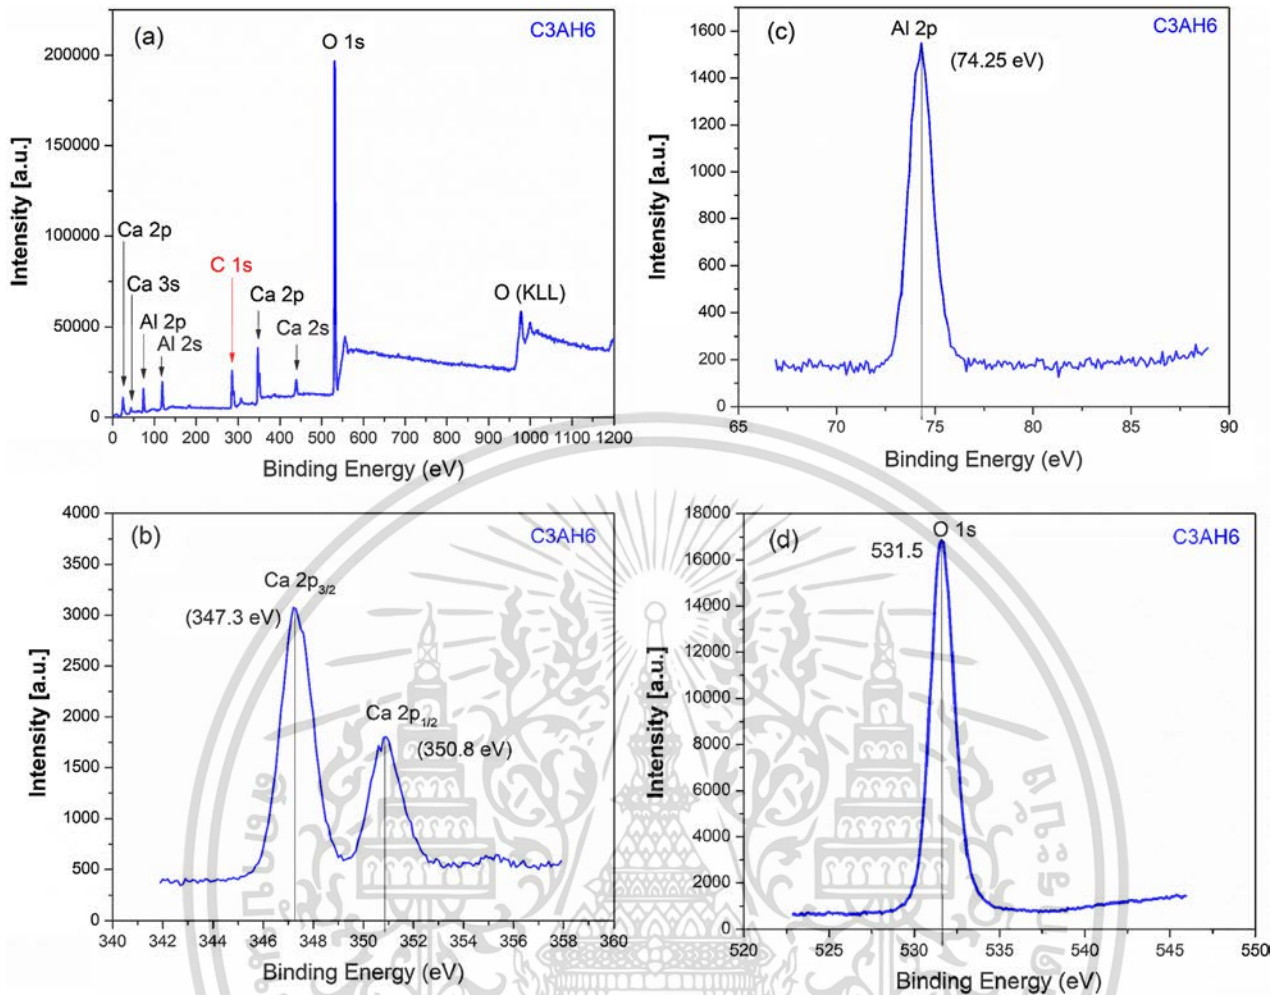 (a)
C3AH6
O 1s
Ca 2p
Ca 3s
Al 2p
Al 2s
C 1s
Ca 2p
Ca 2s
O (KLL)
200000
150000
100000
50000
0
Intensity [a.u.]
0 100 200 300 400 500 600 700 800 900 1000 1100 1200
Binding Energy (eV)
(c)
Al 2p
C3AH6
(74.25 eV)
1600
1400
1200
1000
800
600
400
200
0
Intensity [a.u.]
65 70 75 80 85 90
Binding Energy (eV)
(b)
C3AH6
Ca 2p3/2
(347.3 eV)
Ca 2p1/2
(350.8 eV)
4000
3500
3000
2500
2000
1500
1000
500
0
Intensity [a.u.]
340 342 344 346 348 350 352 354 356 358 360
Binding Energy (eV)
(d)
O 1s
531.5
C3AH6
18000
16000
14000
12000
10000
8000
6000
4000
2000
0
Intensity [a.u.]
520 525 530 535 540 545 550
Binding Energy (eV)